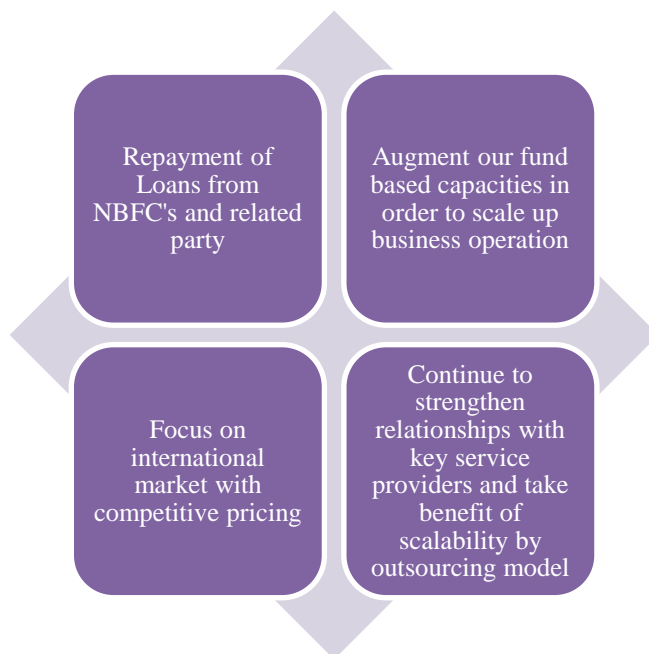 Repayment of
Loans from
NBFC's and related
party
Augment our fund
based capacities in
order to scale up
business operation
Focus on
international
market with
competitive pricing
Continue to
strengthen
relationships with
key service
providers and take
benefit of
scalability by
outsourcing model